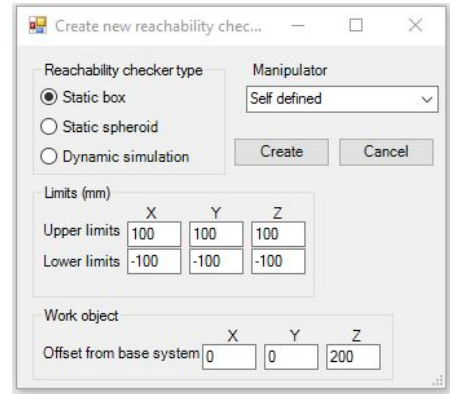 Create new reachability chec...
Reachability checker type
Manipulator
Static box
Self defined
Static spheroid
Dynamic simulation
Create
Cancel
Limits (mm)
X Y Z
Upper limits 100 100 100
Lower limits -100 -100 -100
Work object
X Y Z
Offset from base system 0 0 200